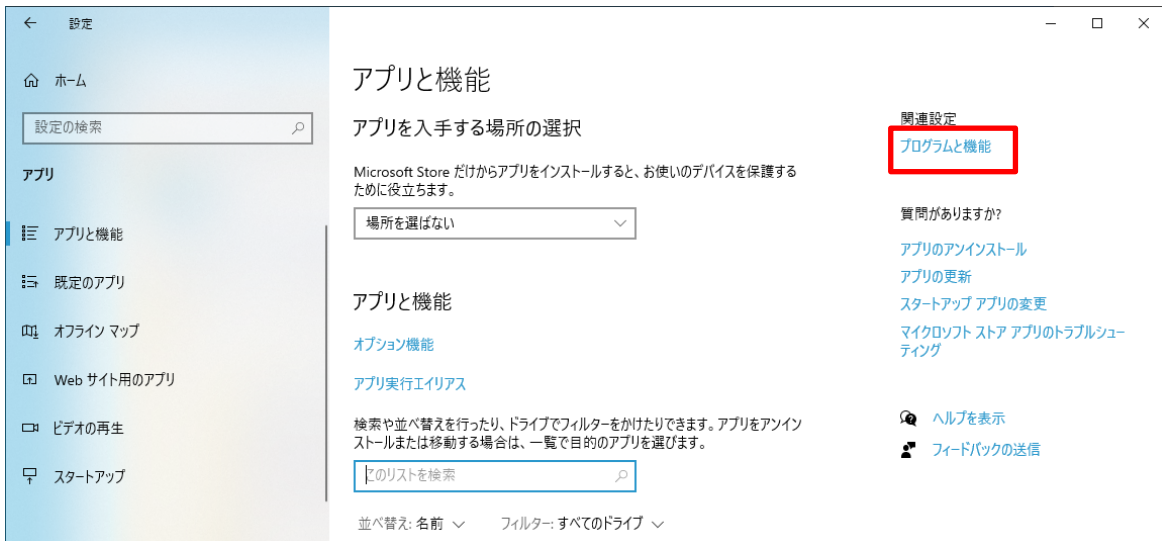 設定
ホーム
設定の検索
アプリ
アプリと機能
既定のアプリ
オフライン マップ
Web サイト用のアプリ
ビデオの再生
スタートアップ
アプリと機能
アプリを入手する場所の選択
Microsoft Store だけからアプリをインストールすると、お使いのデバイスを保護する
ために役立ちます。
場所を選ばない
アプリと機能
オプション機能
アプリ実行エイリアス
検索や並べ替えを行ったり、ドライブでフィルターをかけたりできます。アプリをアンイン
ストールまたは移動する場合は、一覧で目的のアプリを選びます。
このリストを検索
並べ替え: 名前
フィルター: すべてのドライブ
関連設定
プログラムと機能
質問がありますか?
アプリのアンインストール
アプリの更新
スタートアップ アプリの変更
マイクロソフト ストア アプリのトラブルシュー
ティング
ヘルプを表示
フィードバックの送信